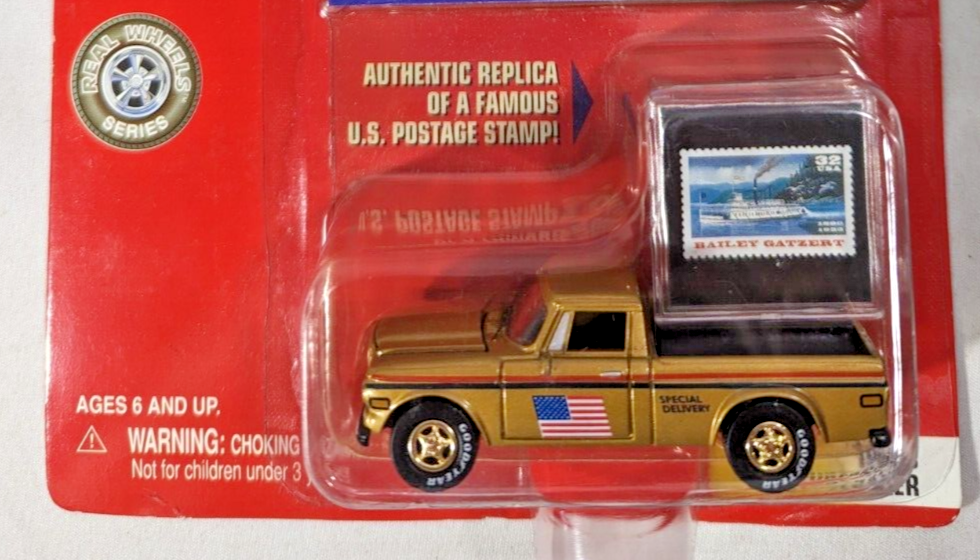 REAL WHEELS™
SERIES
AUTHENTIC REPLICA
OF A FAMOUS
U.S. POSTAGE STAMP!
32
USA
BAILEY GATZERT
SPECIAL
DELIVERY
GOODYEAR
GOODYEAR
AGES 6 AND UP.
WARNING: CHOKING
Not for children under 3